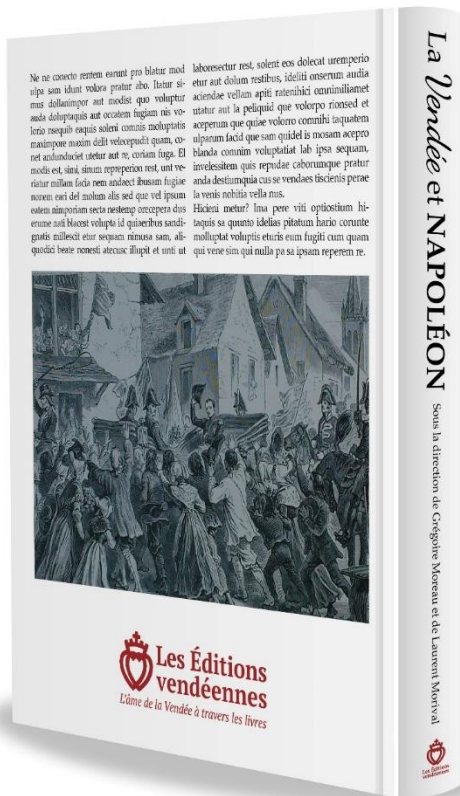 Ne ne conecto rentem earunt pro blatur mod
ulpa sam idunt volora pratur abo. Itatur si-
mus dollanimpor aut modist quo voluptur
anda doluptaquis aut occatem fugiam nis vo-
lorio nsequib eaquis soleni comnis moluptatis
maximpore maxim delit velecepudit quam, co-
net andunduciet utetur aut re, coriam fuga. El
modis est, simi, simum repreperion rest, unt ve-
riatur millam facia nem andaect ibusam fugiae
nonem eari del molum alis sed que vel ipsum
eatem nimporiam secta nestemp orecepera dus
erume nati blacest volupta id quiaeribus sandi-
gnatis millescit etur sequam nimusa sam, ali-
quodici beate nonesti atecusc illupit et unti ut
laboresectur rest, solent eos dolecat uremperio
etur aut dolum restibus, ideliti onserum audia
aciendae vellam apiti ratenihici omnimiliamet
utatur aut la peliquid que volorpo rionsed et
aceperum que quiae volorro comnihi taquatem
ulparum facid que sam quidel is mosam acepro
blanda comnim voluptatiat lab ipsa sequam,
invelessitem quis repudae caborumque pratur
anda destiumquia cus se vendaes tiscienis perae
la venis nobitia vella nus.
Hicieni metur? Ima pere viti optiostium hi-
taquis sa quunto idelias pitatum hario corunte
molluptat voluptis eturis eum fugiti cum quam
qui vene sim qui nulla pa sa ipsam reperem re.
Les Éditions
vendéennes
L'âme de la Vendée à travers les livres
La Vendée et NAPOLÉON
Sous la direction de Grégoire Moreau et de Laurent Morival
Les Éditions
vendéennes